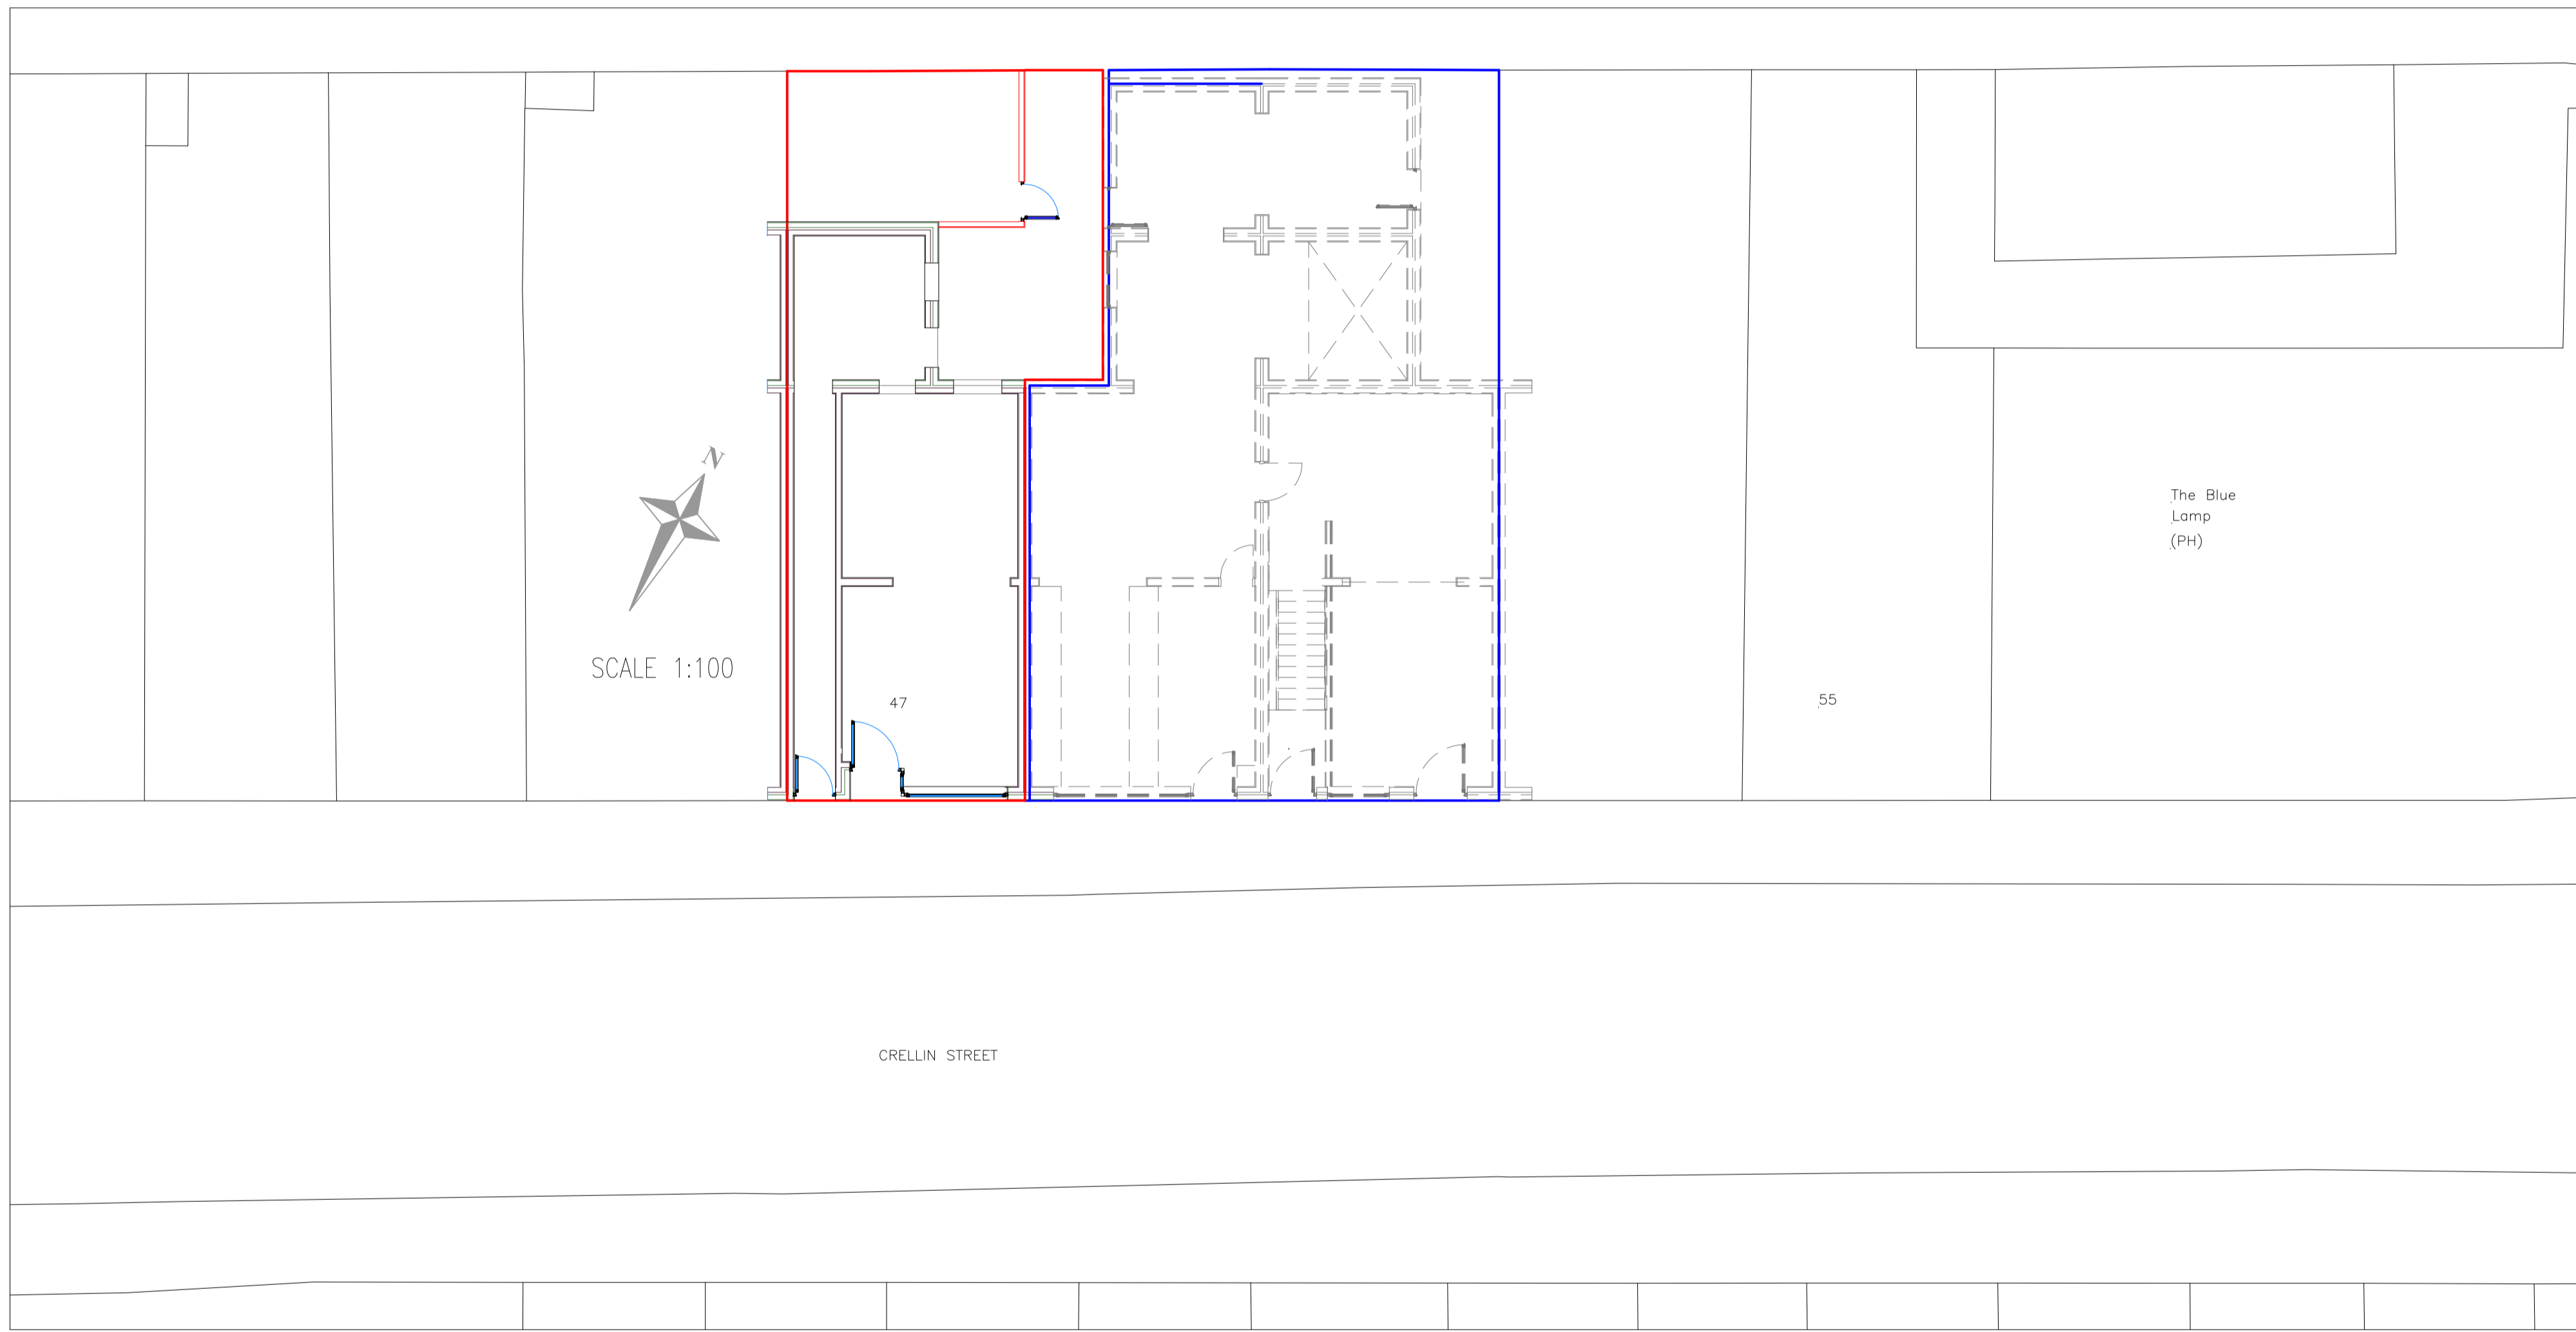 N
The Blue
Lamp
(PH)
SCALE 1:100
47
55
CRELLIN STREET